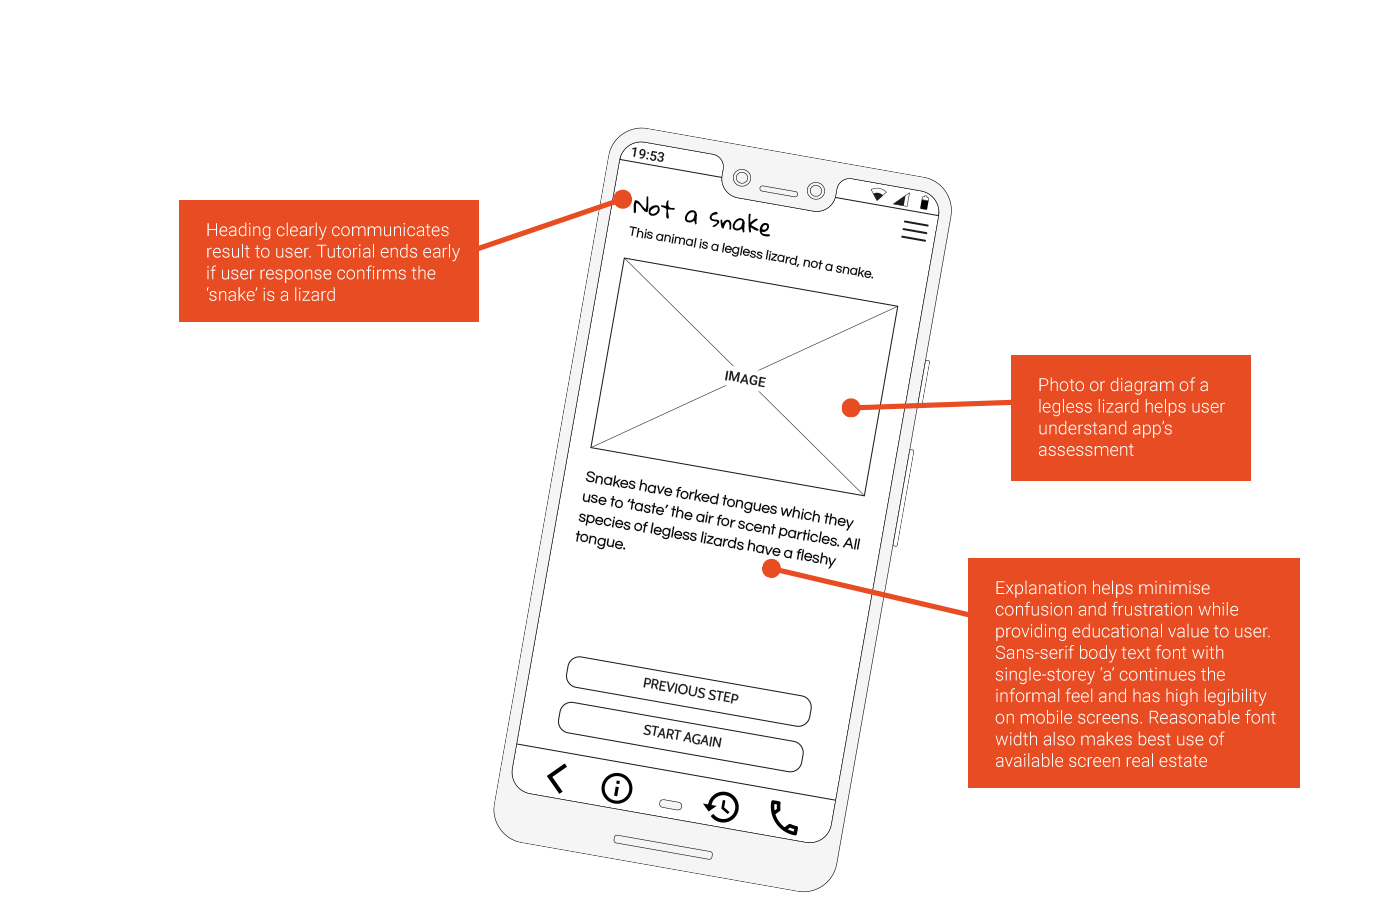 19:53
Not a snake
This animal is a legless lizard, not a snake.
Heading clearly communicates
result to user. Tutorial ends early
if user response confirms the
‘snake’ is a lizard
IMAGE
Photo or diagram of a
legless lizard helps user
understand app’s
assessment
Snakes have forked tongues which they
use to ‘taste’ the air for scent particles. All
species of legless lizards have a fleshy
tongue.
Explanation helps minimise
confusion and frustration while
providing educational value to user.
Sans-serif body text font with
single-storey ‘a’ continues the
informal feel and has high legibility
on mobile screens. Reasonable font
width also makes best use of
available screen real estate
PREVIOUS STEP
START AGAIN